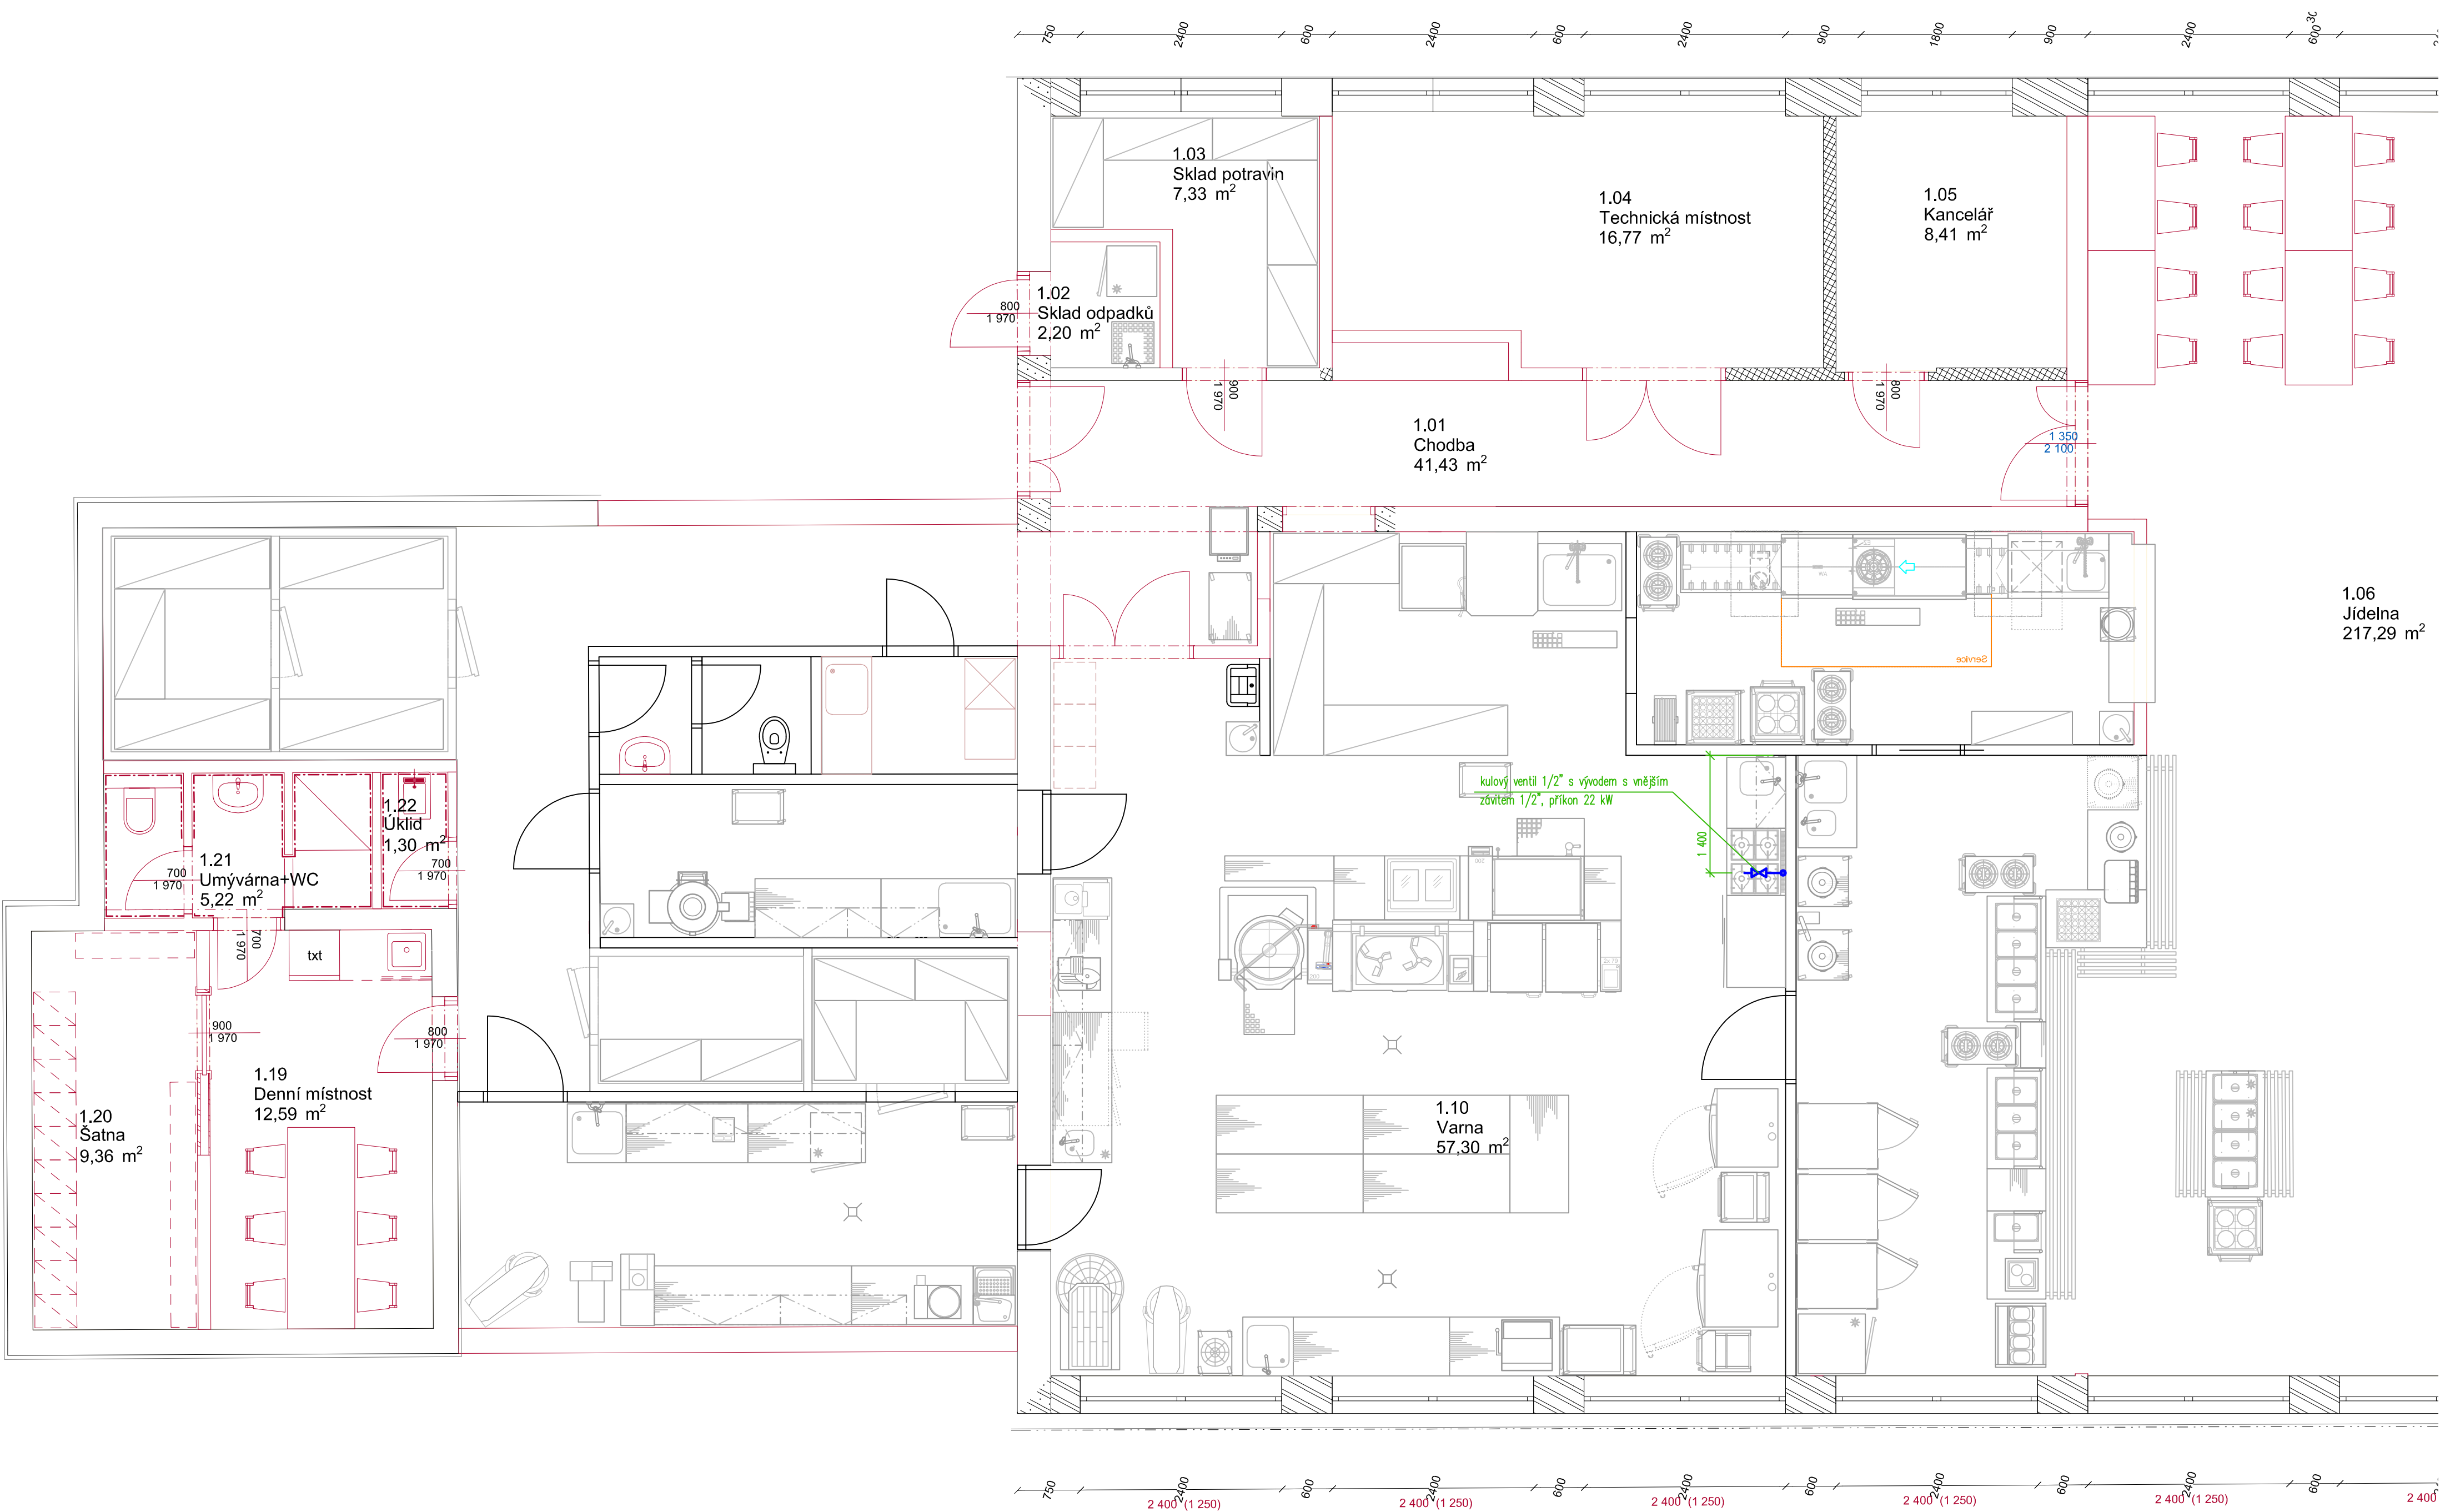 750 2400 600 2400 600 2400 900 1800 900 2400 600
1.03
Sklad potravin
7,33 m²
1.04
Technická místnost
16,77 m²
1.05
Kancelář
8,41 m²
1.02
Sklad odpadků
2,20 m²
800
1 970
900
1 970
800
1 970
1.01
Chodba
41,43 m²
1 350
2 100
1.06
Jídelna
217,29 m²
Service
kulový ventil 1/2" s vývodem s vnějším
závitem 1/2", příkon 22 kW
1 400
1.22
Úklid
1,30 m²
700
1 970
1.21
Umývárna+WC
5,22 m²
700
1 970
700
1 970
txt
900
1 970
800
1 970
1.19
Denní místnost
12,59 m²
1.20
Šatna
9,36 m²
200
1.10
Varna
57,30 m²
750 2400 600 2400 600 2400 600 2400 600 2400 600
2 400 (1 250) 2 400 (1 250) 2 400 (1 250) 2 400 (1 250) 2 400 (1 250) 2 400